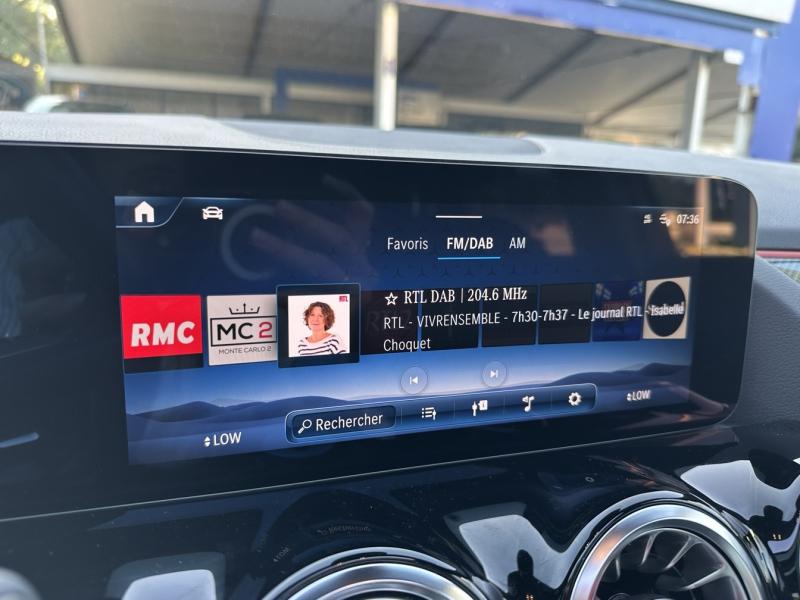 07:36
Favoris FM/DAB AM
RMC
MC2
MONTE CARLO 2
RTL
☆ RTL DAB | 204.6 MHz
RTL - VIVRENSEMBLE - 7h30-7h37 - Le journal RTL -
Choquet
isabelle
Rechercher
LOW
LOW